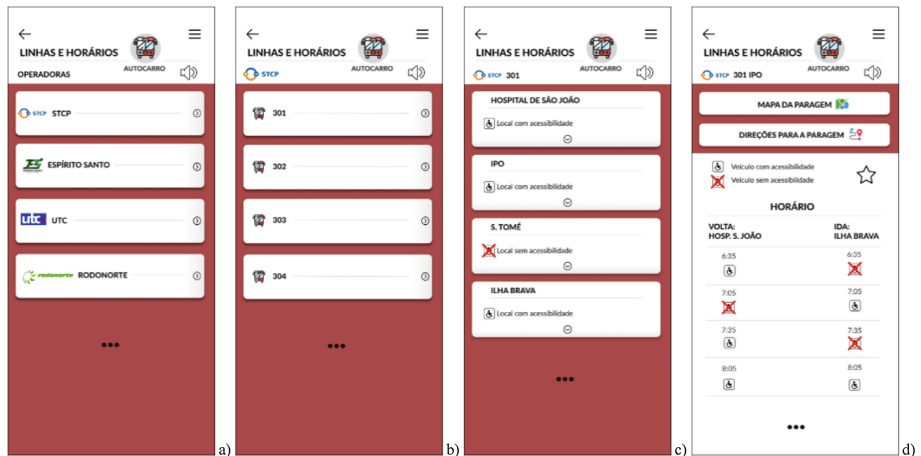 LINHAS E HORÁRIOS
AUTOCARRO
OPERADORAS
STCP STCP
ES ESPÍRITO SANTO
utc UTC
rodonorte RODONORTE
a)
LINHAS E HORÁRIOS
AUTOCARRO
STCP
301
302
303
304
b)
LINHAS E HORÁRIOS
AUTOCARRO
STCP 301
HOSPITAL DE SÃO JOÃO
Local com acessibilidade
IPO
Local com acessibilidade
S. TOMÉ
Local sem acessibilidade
ILHA BRAVA
Local com acessibilidade
c)
LINHAS E HORÁRIOS
AUTOCARRO
STCP 301 IPO
MAPA DA PARAGEM
DIREÇÕES PARA A PARAGEM
Veículo com acessibilidade
Veículo sem acessibilidade
HORÁRIO
VOLTA: IDA:
HOSP. S. JOÃO ILHA BRAVA
6:35 6:35
7:05 7:05
7:35 7:35
8:05 8:05
d)